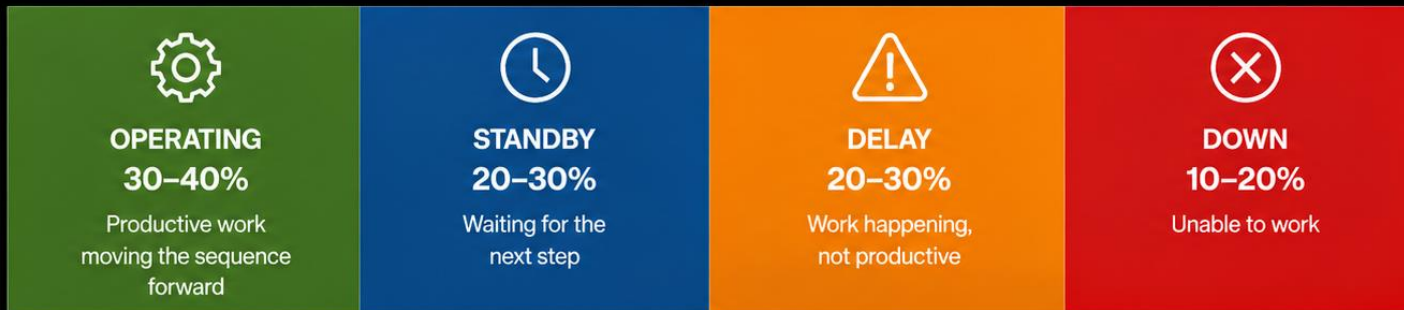 OPERATING
30–40%
Productive work
moving the sequence
forward
STANDBY
20–30%
Waiting for the
next step
DELAY
20–30%
Work happening,
not productive
DOWN
10–20%
Unable to work